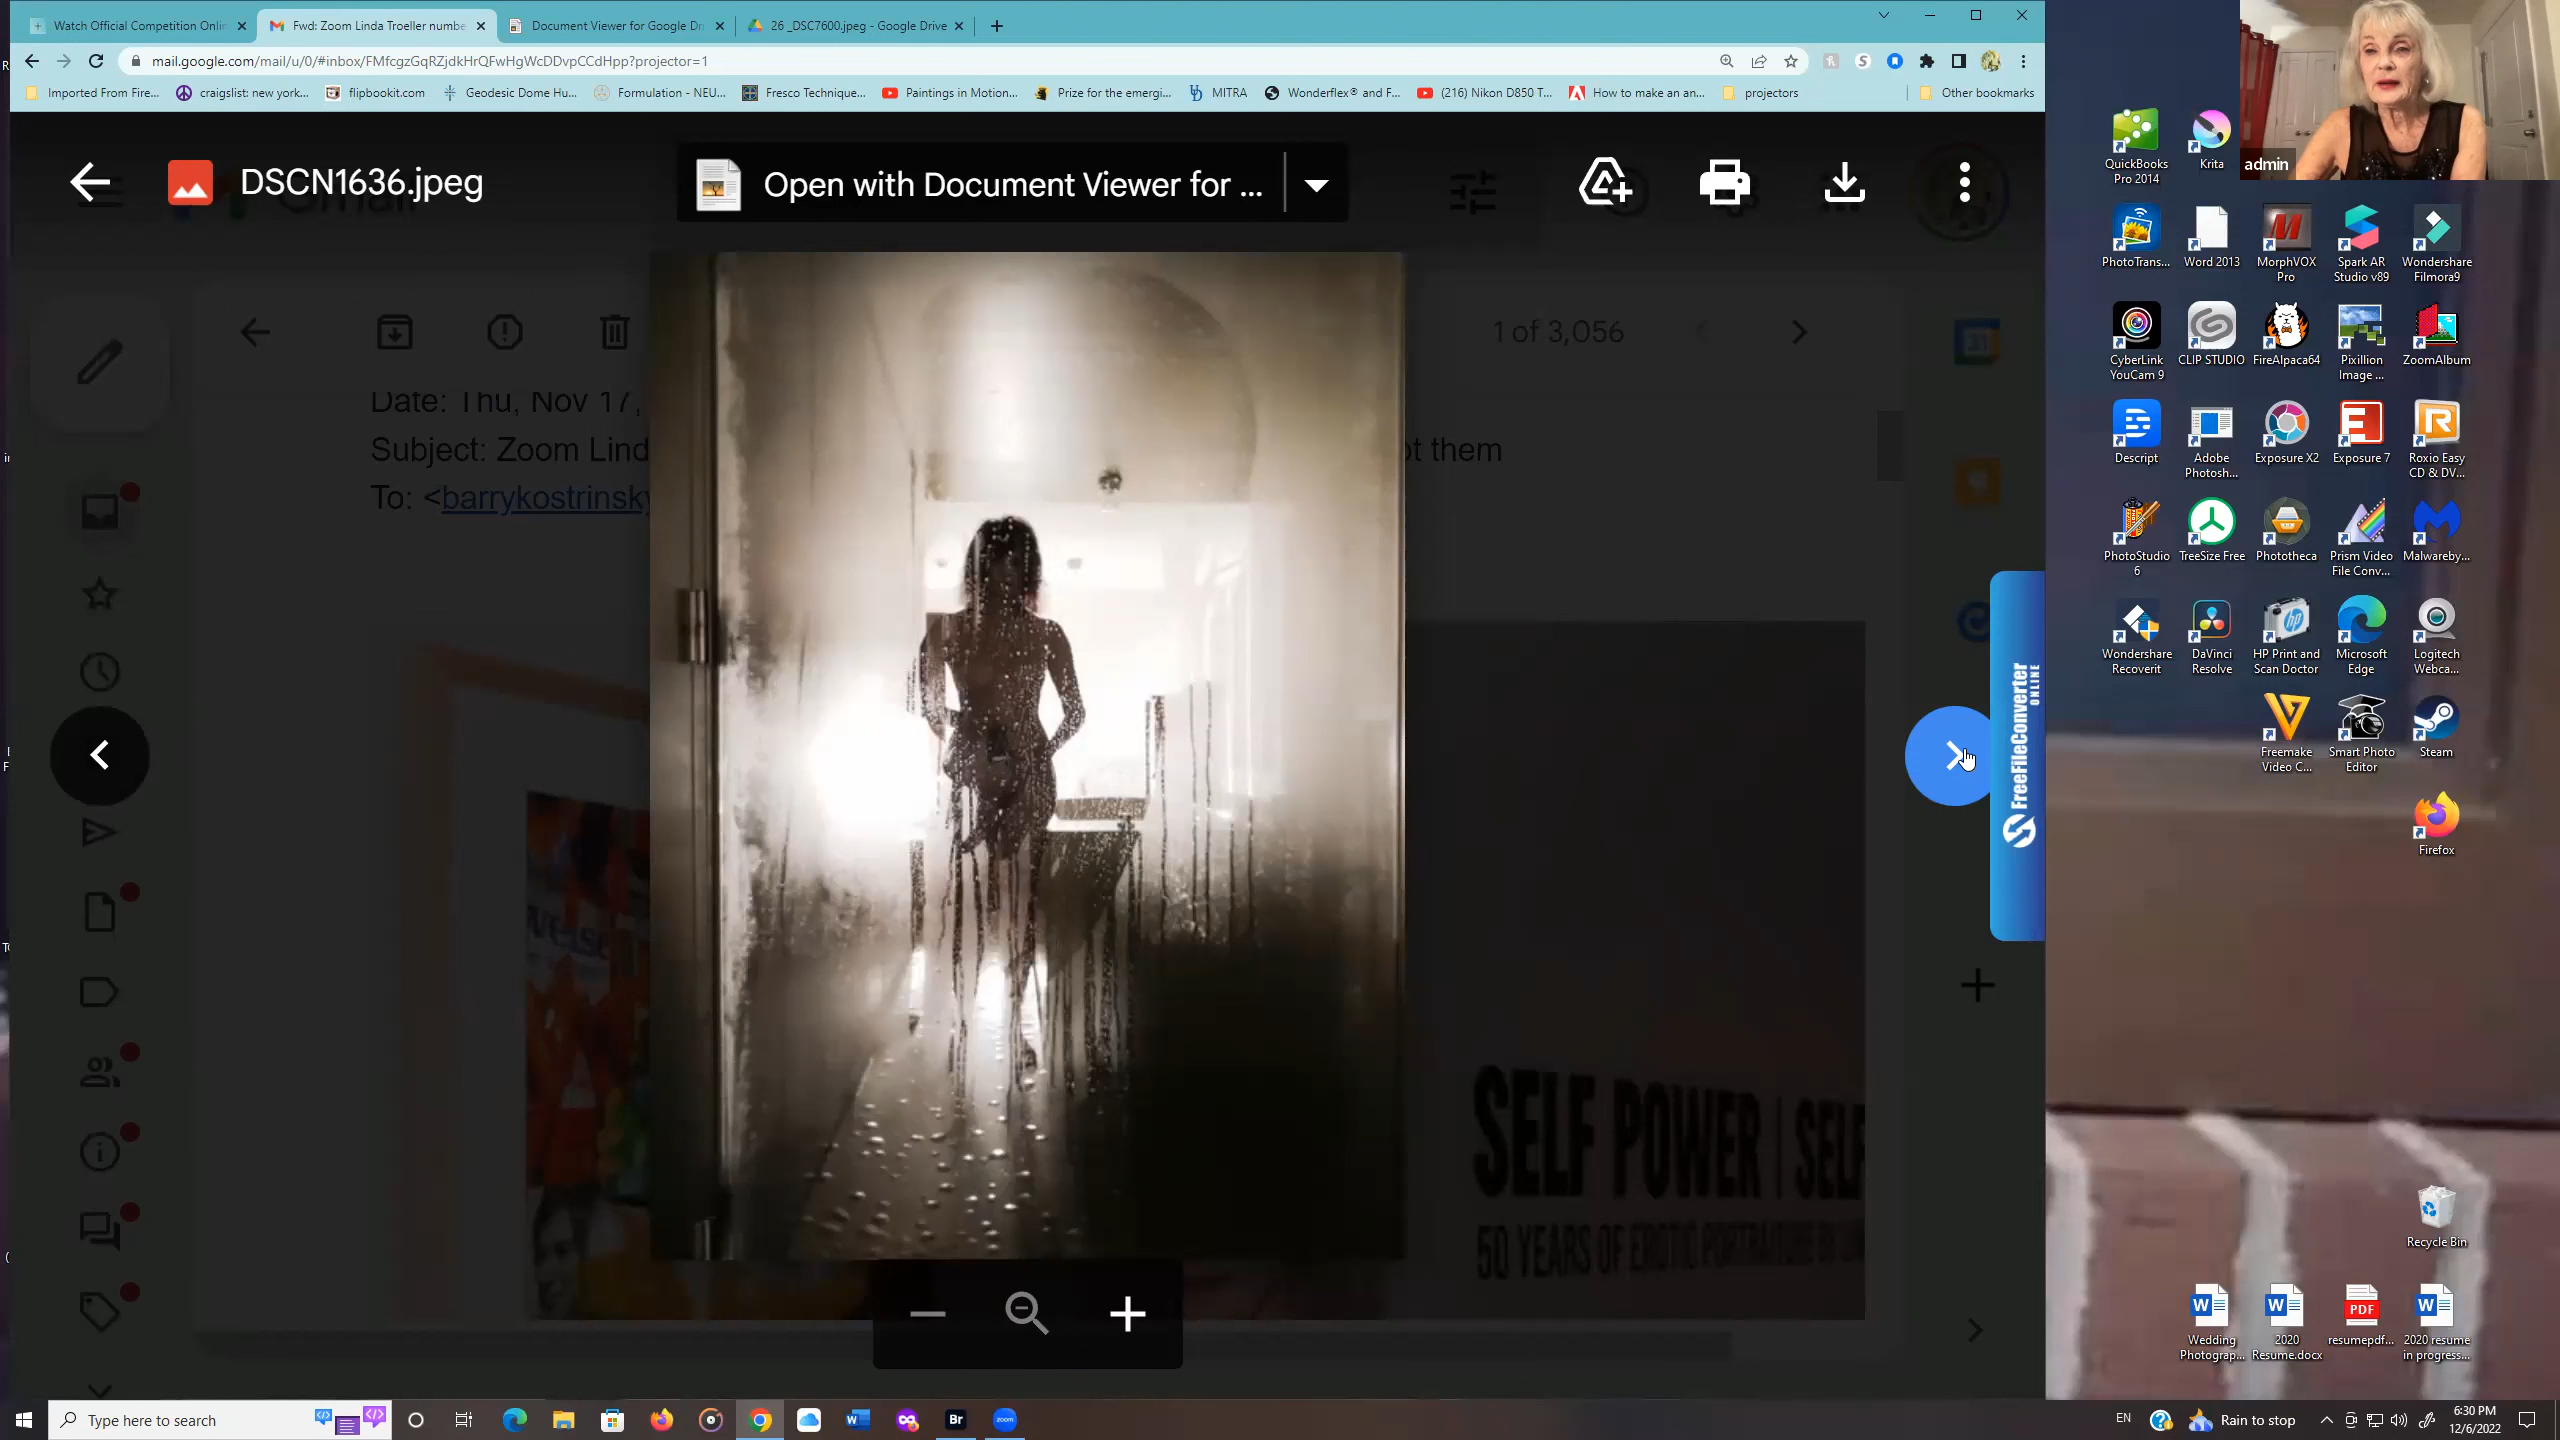 Watch Official Competition Onlin
Fwd: Zoom Linda Troeller numbe
Document Viewer for Google Dr
26 _DSC7600.jpeg - Google Drive
mail.google.com/mail/u/0/#inbox/FMfcgzGqRZjdkHrQFwHgWcDDvpCCdHpp?projector=1
Imported From Fire...
craigslist: new york...
flipbookit.com
Geodesic Dome Hu...
Formulation - NEU...
Fresco Technique...
Paintings in Motion...
Prize for the emergi...
MITRA
Wonderflex® and F...
(216) Nikon D850 T...
How to make an an...
projectors
Other bookmarks
DSCN1636.jpeg
Open with Document Viewer for ...
1 of 3,056
Date: Thu, Nov 17,
Subject: Zoom Lind
ot them
To: <barrykostrinsky
SELF POWER | SELF
50 YEARS OF EROTIC PORTRAITURE BY
FreeFileConverter
ONLINE
admin
QuickBooks Pro 2014
Krita
PhotoTrans...
Word 2013
MorphVOX Pro
Spark AR Studio v89
Wondershare Filmora9
CyberLink YouCam 9
CLIP STUDIO
FireAlpaca64
Pixillion Image ...
ZoomAlbum
Descript
Adobe Photosh...
Exposure X2
Exposure 7
Roxio Easy CD & DV...
PhotoStudio 6
TreeSize Free
Phototheca
Prism Video File Conv...
Malwareby...
Wondershare Recoverit
DaVinci Resolve
HP Print and Scan Doctor
Microsoft Edge
Logitech Webca...
Freemake Video C...
Smart Photo Editor
Steam
Firefox
Recycle Bin
Wedding Photograp...
2020 Resume.docx
resumepdf...
2020 resume in progress...
Type here to search
Br
zoom
EN
Rain to stop
6:30 PM
12/6/2022